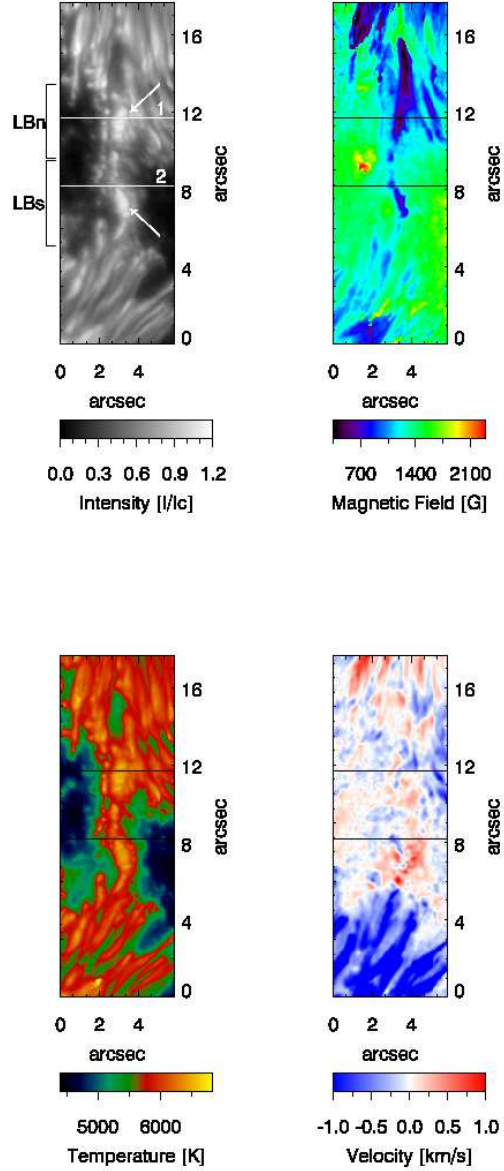 16
12
8
4
0
arcsec
LBn
LBs
1
2
0 2 4
arcsec
0.0 0.3 0.6 0.9 1.2
Intensity [I/Ic]
16
12
8
4
0
arcsec
0 2 4
arcsec
700 1400 2100
Magnetic Field [G]
16
12
8
4
0
arcsec
0 2 4
arcsec
5000 6000
Temperature [K]
16
12
8
4
0
arcsec
0 2 4
arcsec
-1.0 -0.5 0.0 0.5 1.0
Velocity [km/s]